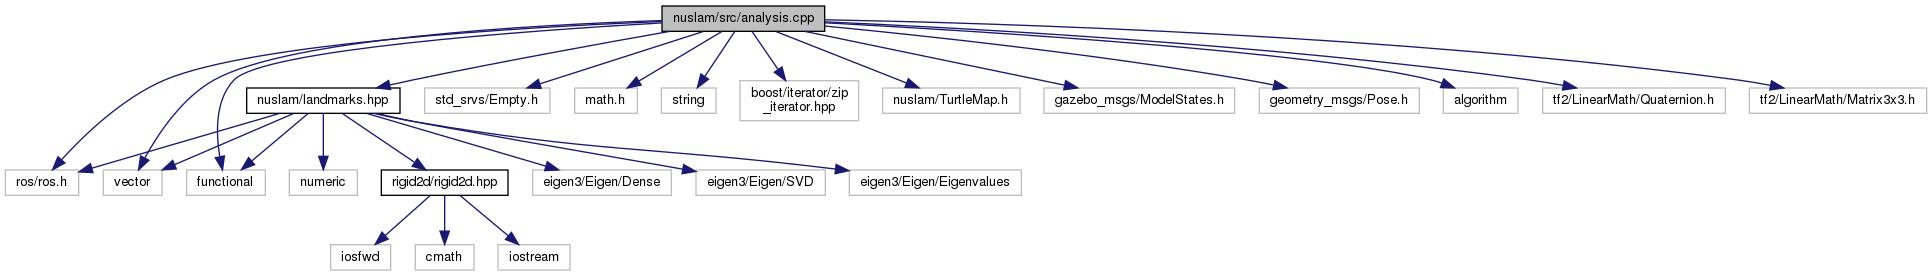 nuslam/src/analysis.cpp
nuslam/landmarks.hpp
std_srvs/Empty.h
math.h
string
boost/iterator/zip
_iterator.hpp
nuslam/TurtleMap.h
gazebo_msgs/ModelStates.h
geometry_msgs/Pose.h
algorithm
tf2/LinearMath/Quaternion.h
tf2/LinearMath/Matrix3x3.h
ros/ros.h
vector
functional
numeric
rigid2d/rigid2d.hpp
eigen3/Eigen/Dense
eigen3/Eigen/SVD
eigen3/Eigen/Eigenvalues
iosfwd
cmath
iostream